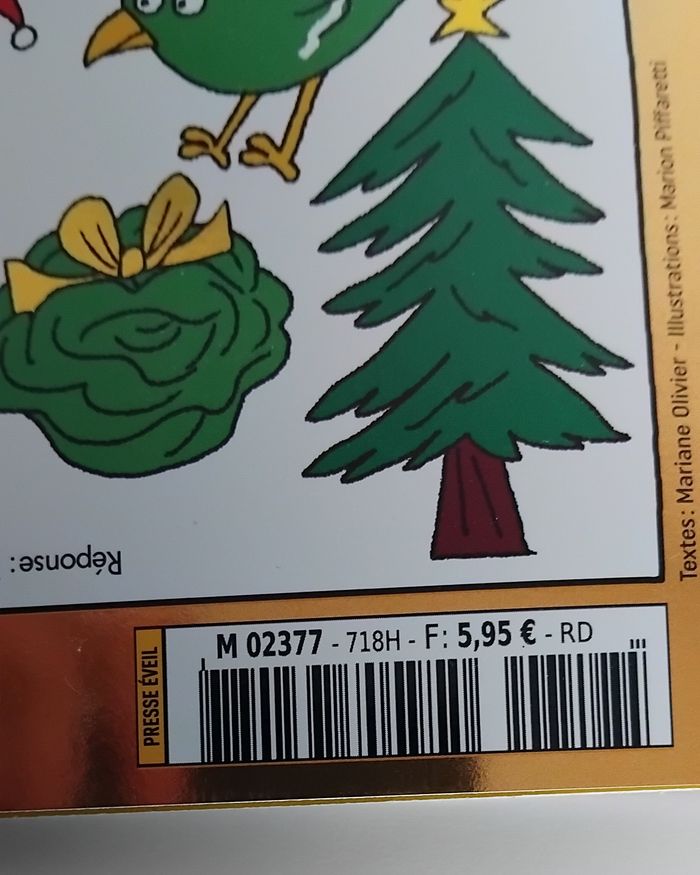 Textes: Mariane Olivier - Illustrations: Marion Piffaretti
Réponse:
PRESSE ÉVEIL
M 02377 - 718H - F: 5,95 € - RD